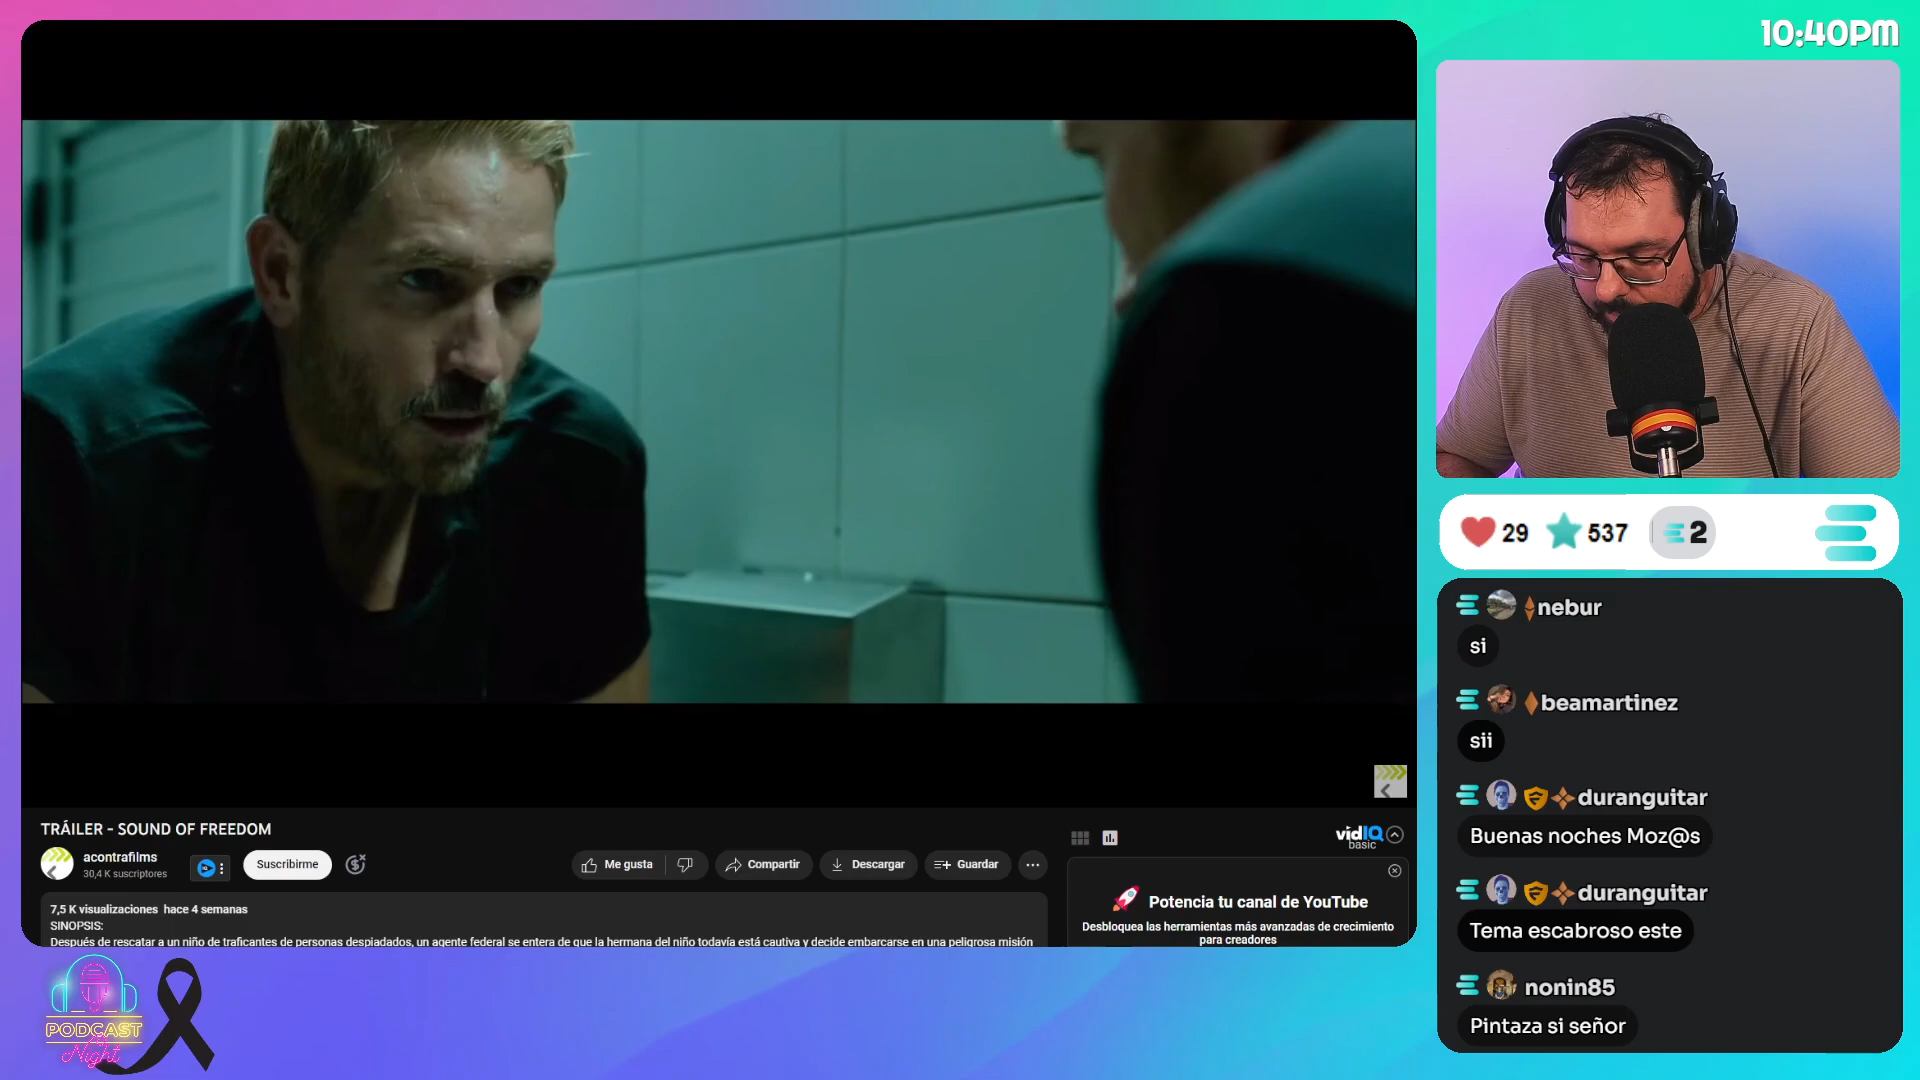 10:40PM
TRÁILER - SOUND OF FREEDOM
acontrafilms
30,4 K suscriptores
Suscribirme
Me gusta
Compartir
Descargar
Guardar
7,5 K visualizaciones hace 4 semanas
SINOPSIS:
Después de rescatar a un niño de traficantes de personas despiadados, un agente federal se entera de que la hermana del niño todavía está cautiva y decide embarcarse en una peligrosa misión
vidIQ
basic
Potencia tu canal de YouTube
Desbloquea las herramientas más avanzadas de crecimiento
para creadores
29
537
2
nebur
si
beamartinez
sii
duranguitar
Buenas noches Moz@s
duranguitar
Tema escabroso este
nonin85
Pintaza si señor
PODCAST
Night